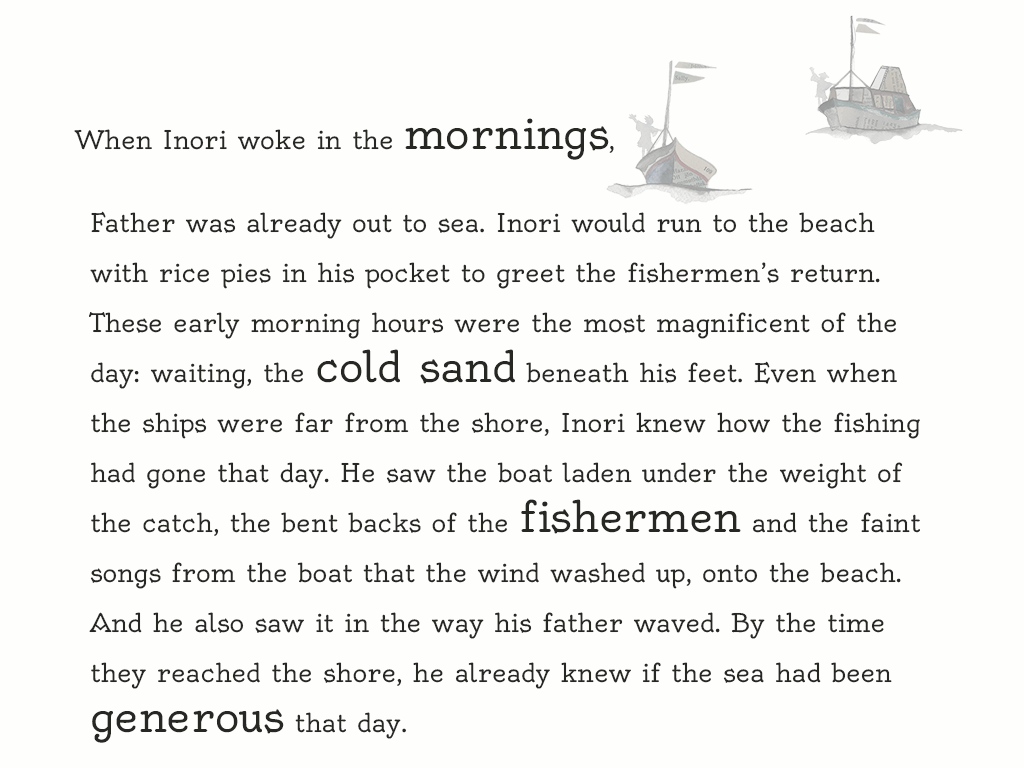 When Inori woke in the mornings,
Father was already out to sea. Inori would run to the beach
with rice pies in his pocket to greet the fishermen’s return.
These early morning hours were the most magnificent of the
day: waiting, the cold sand beneath his feet. Even when
the ships were far from the shore, Inori knew how the fishing
had gone that day. He saw the boat laden under the weight of
the catch, the bent backs of the fishermen and the faint
songs from the boat that the wind washed up, onto the beach.
And he also saw it in the way his father waved. By the time
they reached the shore, he already knew if the sea had been
generous that day.